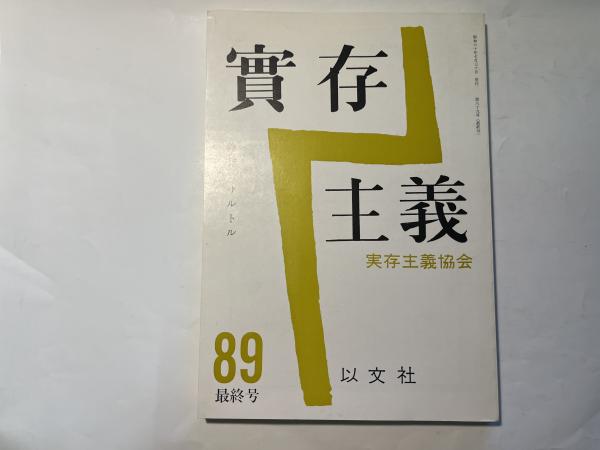 實存
主義
実存主義協会
89
最終号
以文社